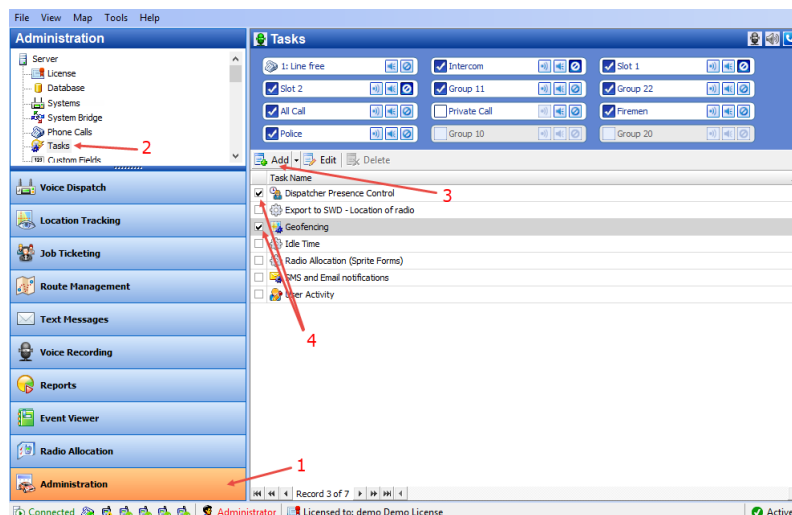 File View Map Tools Help
Administration
Tasks
Server
License
Database
Systems
System Bridge
Phone Calls
Tasks
Custom Fields
2
1: Line free
Intercom
Slot 1
Slot 2
Group 11
Group 22
All Call
Private Call
Firemen
Police
Group 10
Group 20
Add Edit Delete
3
Task Name
Dispatcher Presence Control
Export to SWD - Location of radio
Geofencing
Idle Time
Radio Allocation (Sprite Forms)
SMS and Email notifications
User Activity
4
Voice Dispatch
Location Tracking
Job Ticketing
Route Management
Text Messages
Voice Recording
Reports
Event Viewer
Radio Allocation
Administration
1
Record 3 of 7
Connected Administrator Licensed to: demo Demo License Active